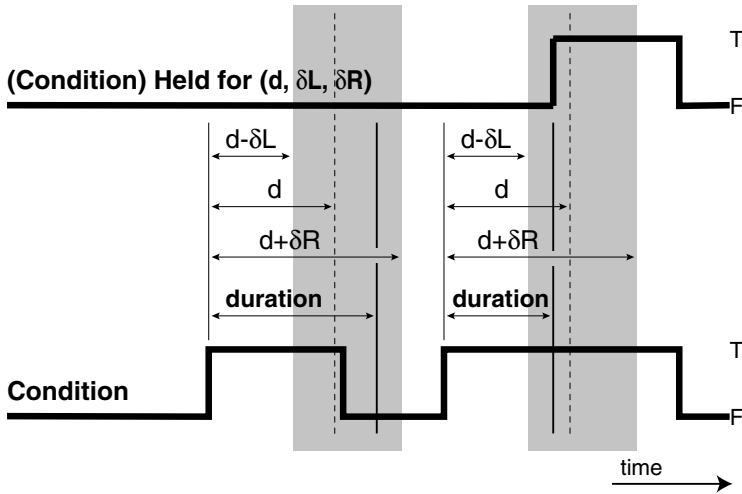 T
(Condition) Held for (d, δL, δR)
F
d-δL d-δL
d d
d+δR d+δR
duration duration
T
Condition
F
time